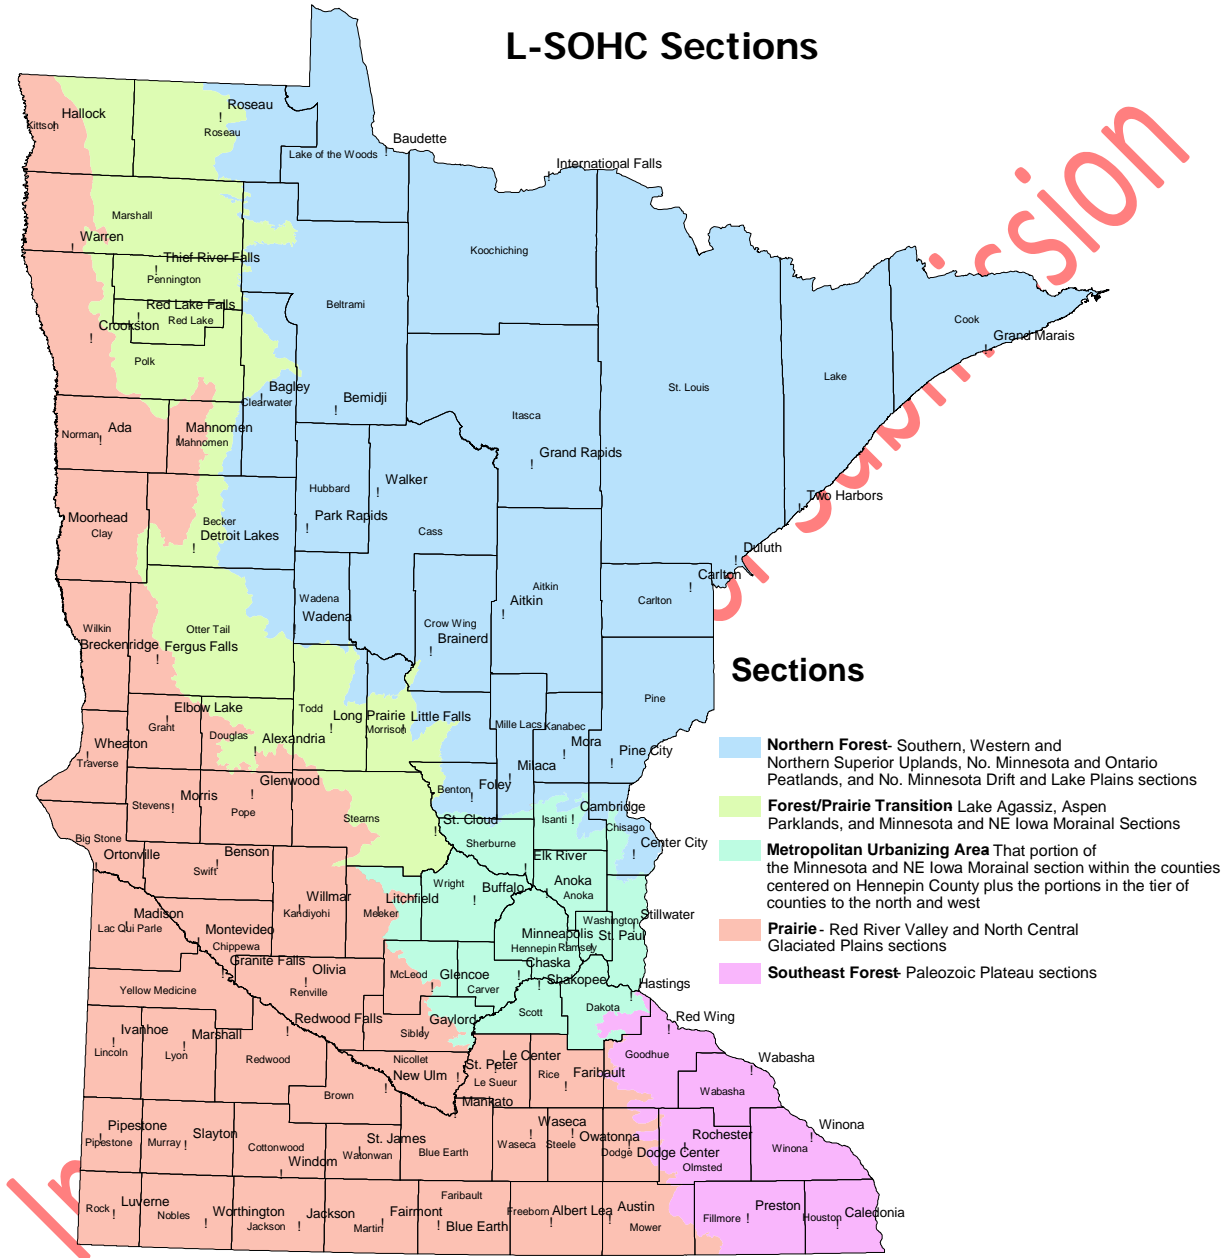 L-SOHC Sections
Hallock
Kittson
Roseau
Roseau
Lake of the Woods
Baudette
International Falls
Marshall
Warren
Koochiching
Thief River Falls
Pennington
Red Lake Falls
Red Lake
Beltrami
Crookston
Polk
Cook
Grand Marais
Lake
St. Louis
Bagley
Clearwater
Bemidji
Itasca
Grand Rapids
Norman
Ada
Mahnomen
Mahnomen
Hubbard
Walker
Park Rapids
Two Harbors
Moorhead
Clay
Becker
Detroit Lakes
Cass
Duluth
Carlton
Carlton
Aitkin
Aitkin
Wadena
Wadena
Crow Wing
Brainerd
Wilkin
Breckenridge
Otter Tail
Fergus Falls
Pine
Elbow Lake
Grant
Douglas
Alexandria
Todd
Long Prairie
Morrison
Little Falls
Mille Lacs
Kanabec
Mora
Pine City
Wheaton
Traverse
Milaca
Glenwood
Morris
Stevens
Pope
Benton
Foley
Stearns
St. Cloud
Isanti
Cambridge
Chisago
Center City
Big Stone
Ortonville
Benson
Swift
Sherburne
Elk River
Wright
Buffalo
Anoka
Anoka
Willmar
Kandiyohi
Litchfield
Meeker
Washington
Stillwater
Madison
Lac Qui Parle
Montevideo
Chippewa
Minneapolis
Hennepin
Ramsey
St. Paul
Granite Falls
Olivia
Renville
McLeod
Glencoe
Carver
Chaska
Shakopee
Hastings
Yellow Medicine
Scott
Dakota
Ivanhoe
Lincoln
Marshall
Lyon
Redwood Falls
Redwood
Sibley
Gaylord
Red Wing
Goodhue
Nicollet
New Ulm
St. Peter
Le Center
Le Sueur
Rice
Faribault
Wabasha
Wabasha
Brown
Mankato
Pipestone
Pipestone
Slayton
Murray
Cottonwood
Windom
St. James
Watonwan
Blue Earth
Waseca
Waseca
Steele
Owatonna
Dodge
Dodge Center
Rochester
Olmsted
Winona
Winona
Rock
Luverne
Nobles
Worthington
Jackson
Jackson
Martin
Fairmont
Faribault
Blue Earth
Freeborn
Albert Lea
Austin
Mower
Fillmore
Preston
Houston
Caledonia
Sections
Northern Forest- Southern, Western and
Northern Superior Uplands, No. Minnesota and Ontario
Peatlands, and No. Minnesota Drift and Lake Plains sections
Forest/Prairie Transition- Lake Agassiz, Aspen
Parklands, and Minnesota and NE Iowa Morainal Sections
Metropolitan Urbanizing Area That portion of
the Minnesota and NE Iowa Morainal section within the counties
centered on Hennepin County plus the portions in the tier of
counties to the north and west
Prairie - Red River Valley and North Central
Glaciated Plains sections
Southeast Forest- Paleozoic Plateau sections